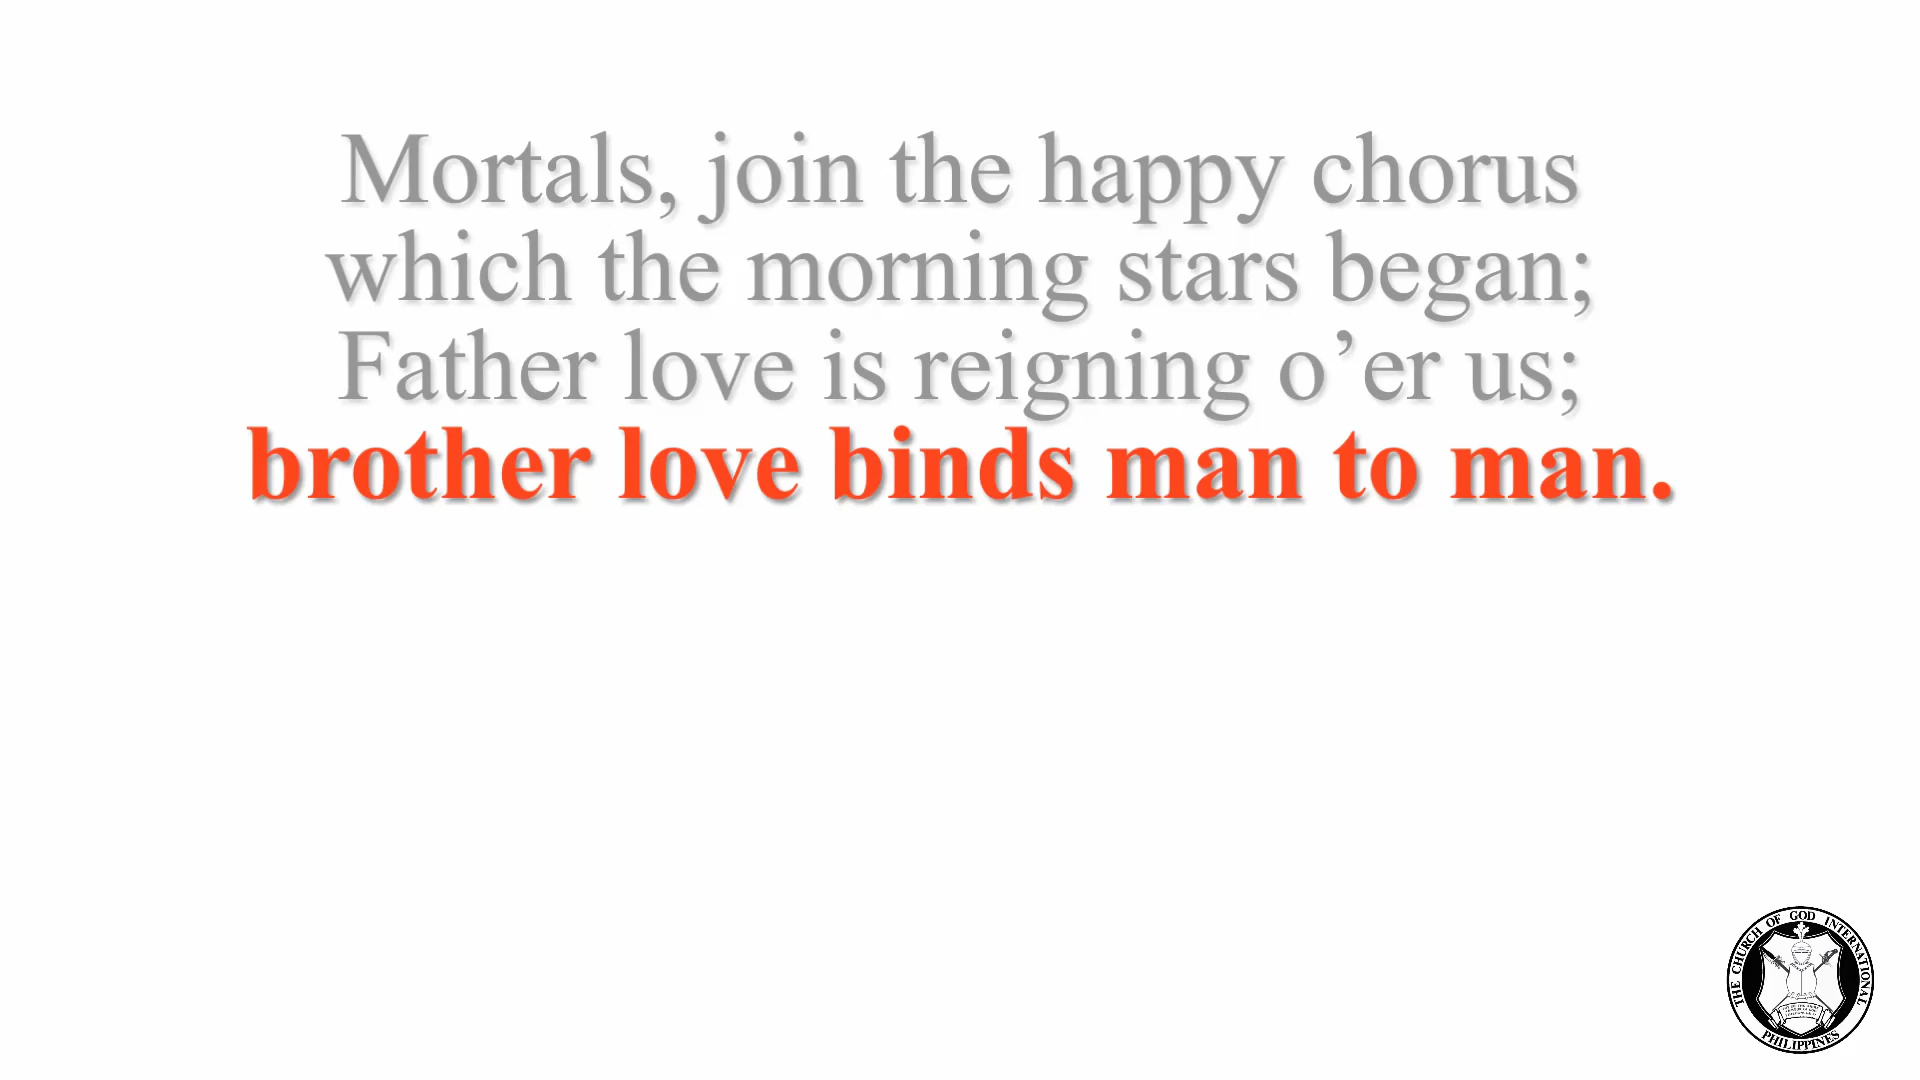 Mortals, join the happy chorus
which the morning stars began;
Father love is reigning o’er us;
brother love binds man to man.
THE CHURCH OF GOD INTERNATIONAL
PHILIPPINES